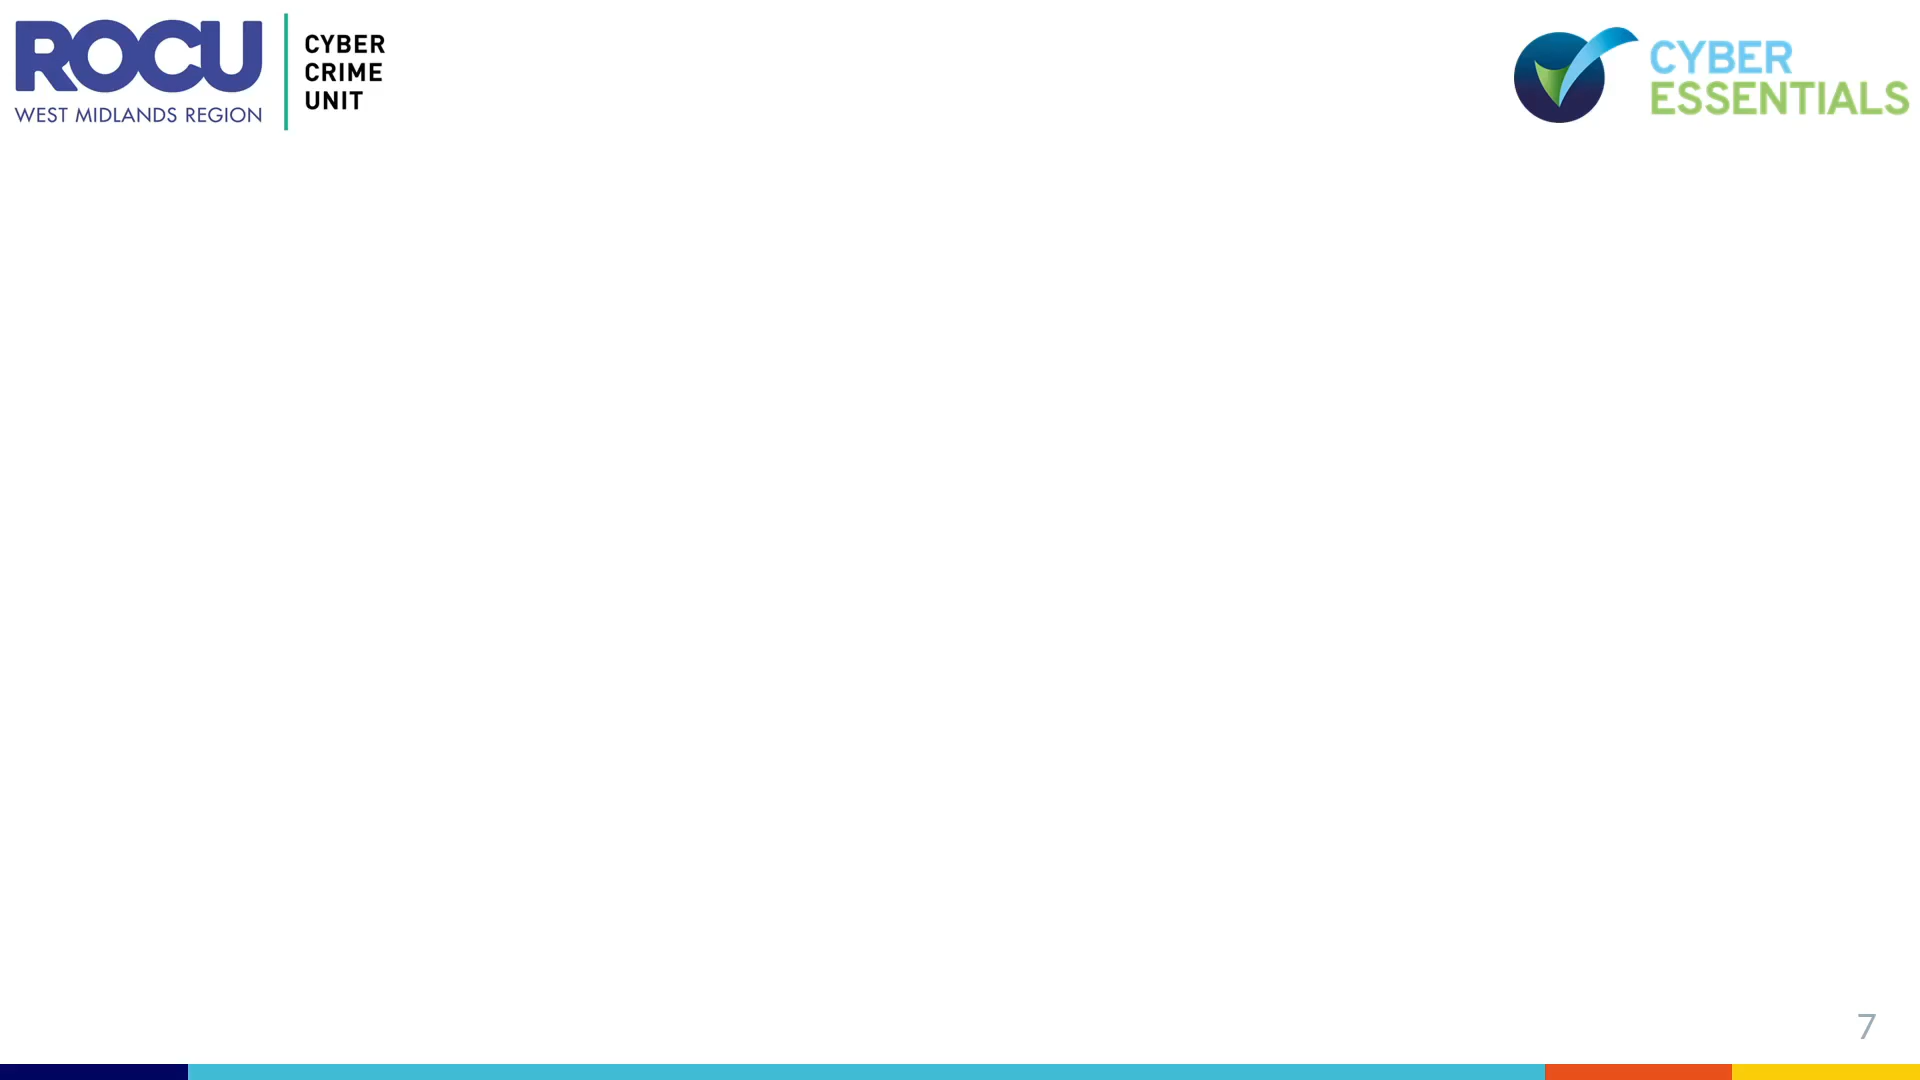 ROCU
WEST MIDLANDS REGION
CYBER
CRIME
UNIT
CYBER
ESSENTIALS
7